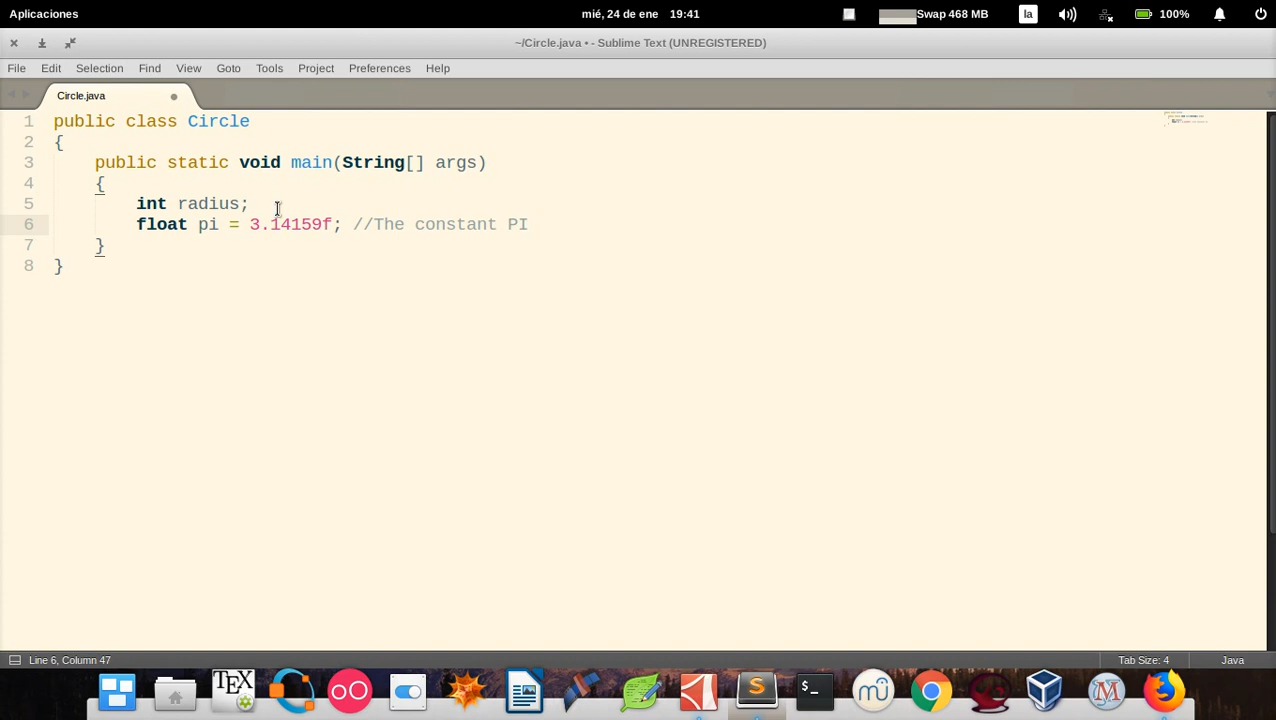 Aplicaciones mié, 24 de ene 19:41 Swap 468 MB la 100%
~/Circle.java • - Sublime Text (UNREGISTERED)
File Edit Selection Find View Goto Tools Project Preferences Help
Circle.java
1 public class Circle
2 {
3 public static void main(String[] args)
4 {
5 int radius;
6 float pi = 3.14159f; //The constant PI
7 }
8 }
Line 6, Column 47 Tab Size: 4 Java
TEX S >_ mu M